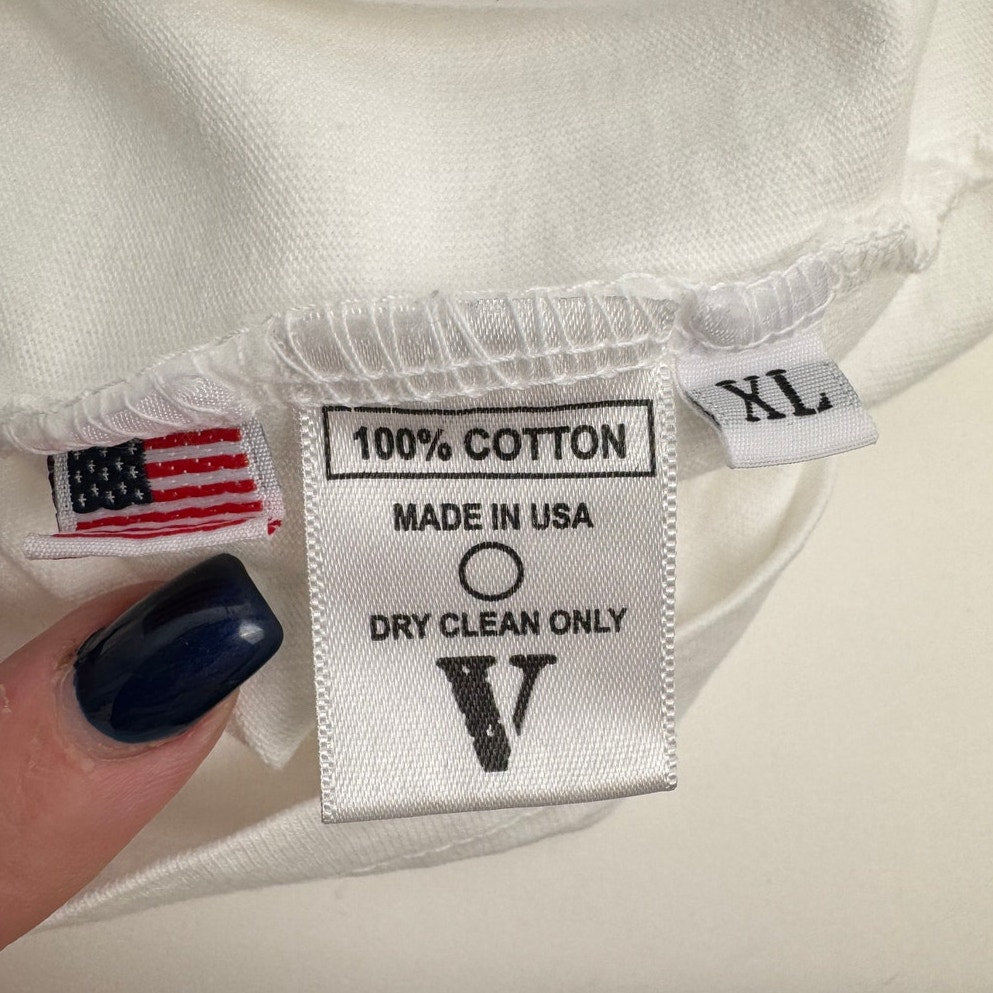 100% COTTON
MADE IN USA
DRY CLEAN ONLY
V
XL